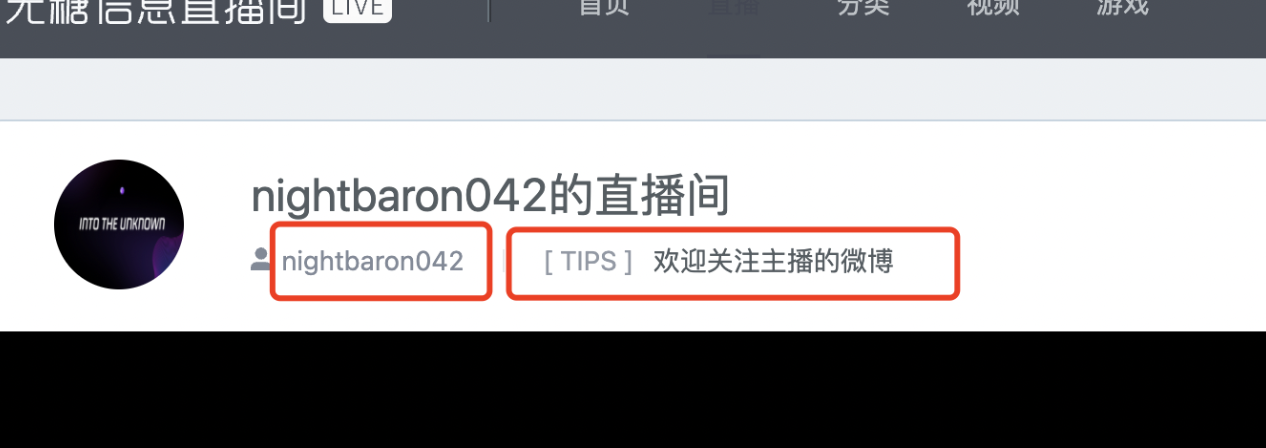 无糖信息直播间 LIVE 首页 直播 分类 视频 游戏
INTO THE UNKNOWN
nightbaron042的直播间
nightbaron042 [ TIPS ] 欢迎关注主播的微博